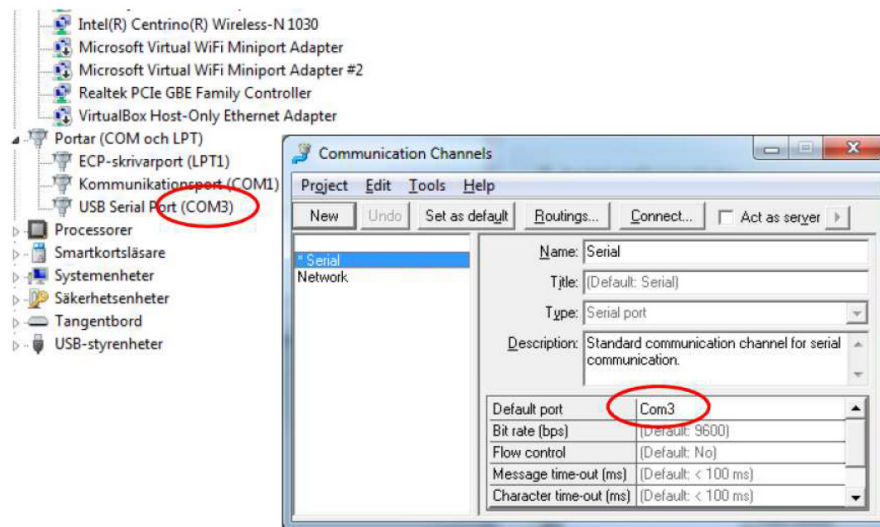 Intel(R) Centrino(R) Wireless-N 1030
Microsoft Virtual WiFi Miniport Adapter
Microsoft Virtual WiFi Miniport Adapter #2
Realtek PCIe GBE Family Controller
VirtualBox Host-Only Ethernet Adapter
Portar (COM och LPT)
ECP-skrivarport (LPT1)
Kommunikationsport (COM1)
USB Serial Port (COM3)
Processorer
Smartkortsläsare
Systemenheter
Säkerhetsenheter
Tangentbord
USB-styrenheter
Communication Channels
Project Edit Tools Help
New Undo Set as default Routings... Connect... Act as server
* Serial
Network
Name: Serial
Title: (Default: Serial)
Type: Serial port
Description: Standard communication channel for serial
communication.
Default port Com3
Bit rate (bps) (Default: 9600)
Flow control (Default: No)
Message time-out (ms) (Default: < 100 ms)
Character time-out (ms) (Default: < 100 ms)